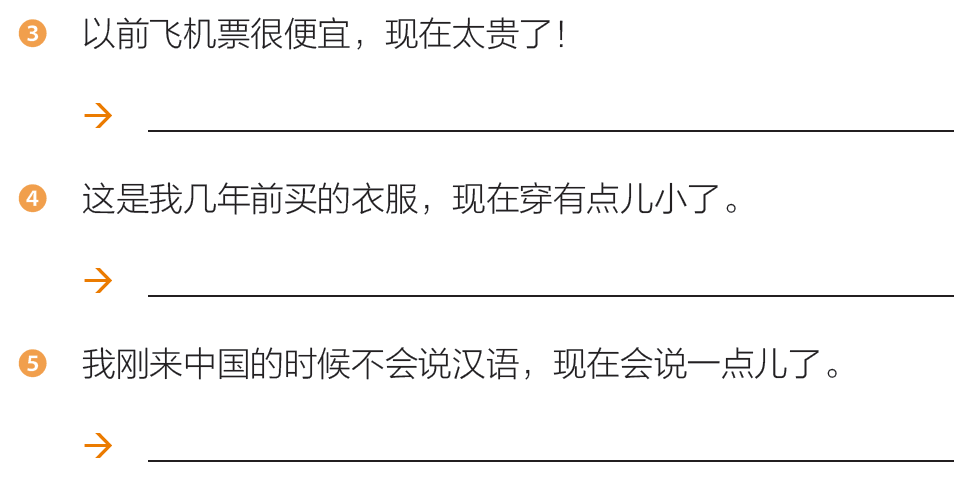 3 以前飞机票很便宜，现在太贵了！
→
4 这是我几年前买的衣服，现在穿有点儿小了。
→
5 我刚来中国的时候不会说汉语，现在会说一点儿了。
→